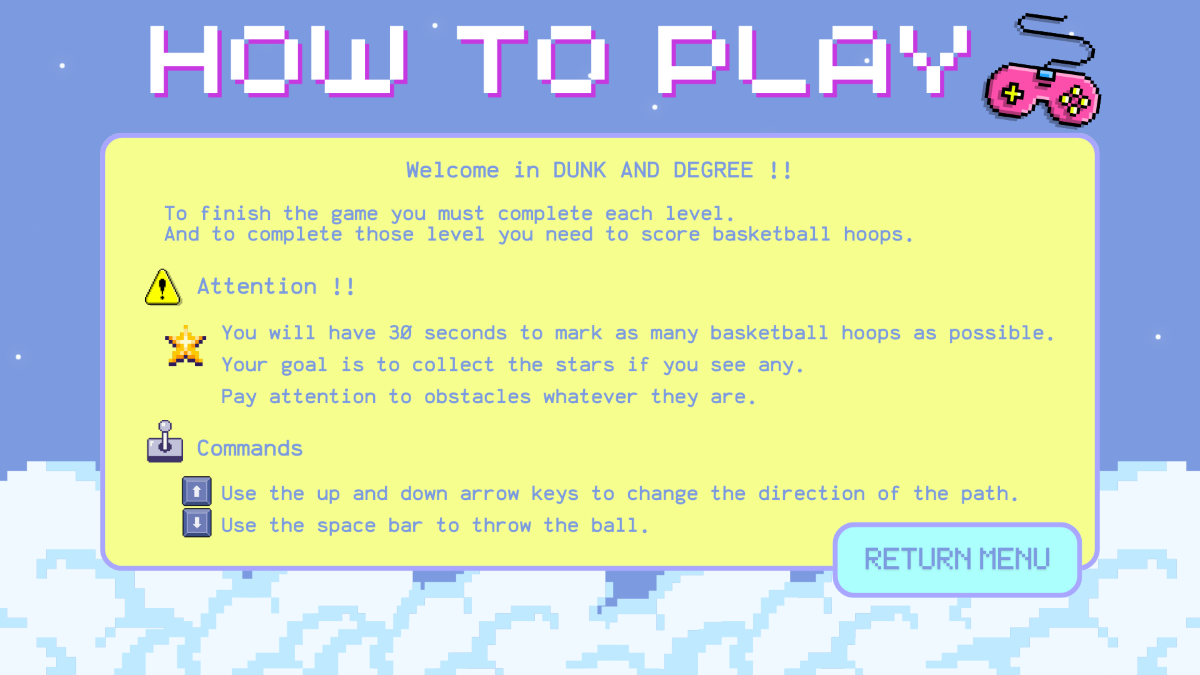 HOW TO PLAY
Welcome in DUNK AND DEGREE !!
To finish the game you must complete each level.
And to complete those level you need to score basketball hoops.
Attention !!
You will have 30 seconds to mark as many basketball hoops as possible.
Your goal is to collect the stars if you see any.
Pay attention to obstacles whatever they are.
Commands
Use the up and down arrow keys to change the direction of the path.
Use the space bar to throw the ball.
RETURN MENU